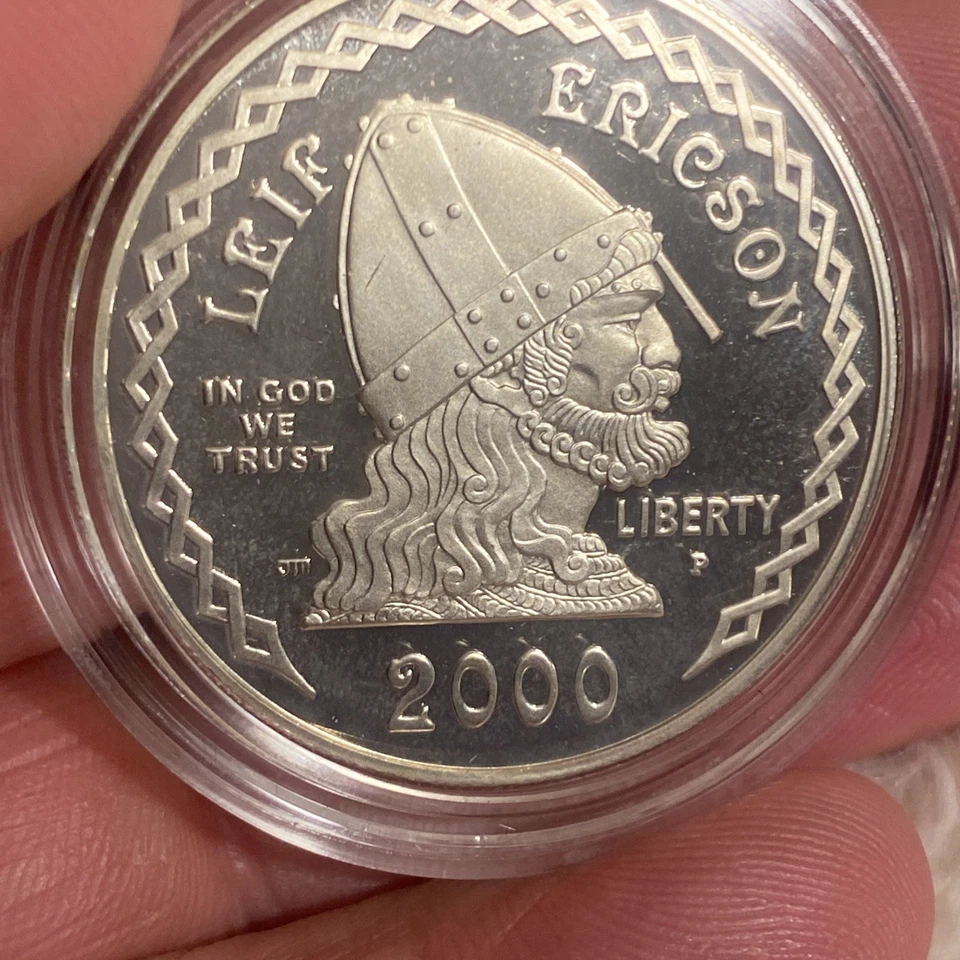 LEIF ERICSON
IN GOD
WE
TRUST
LIBERTY
P
2000